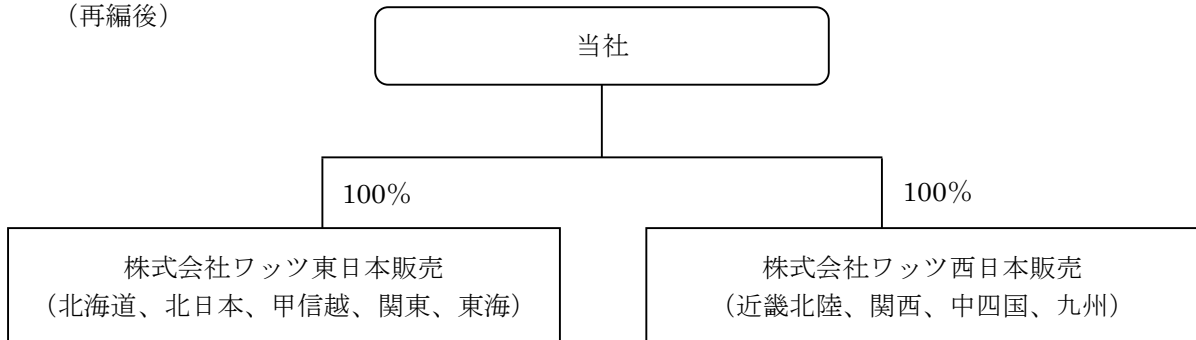 （再編後）
当社
100％
100％
株式会社ワッツ東日本販売
（北海道、北日本、甲信越、関東、東海）
株式会社ワッツ西日本販売
（近畿北陸、関西、中四国、九州）